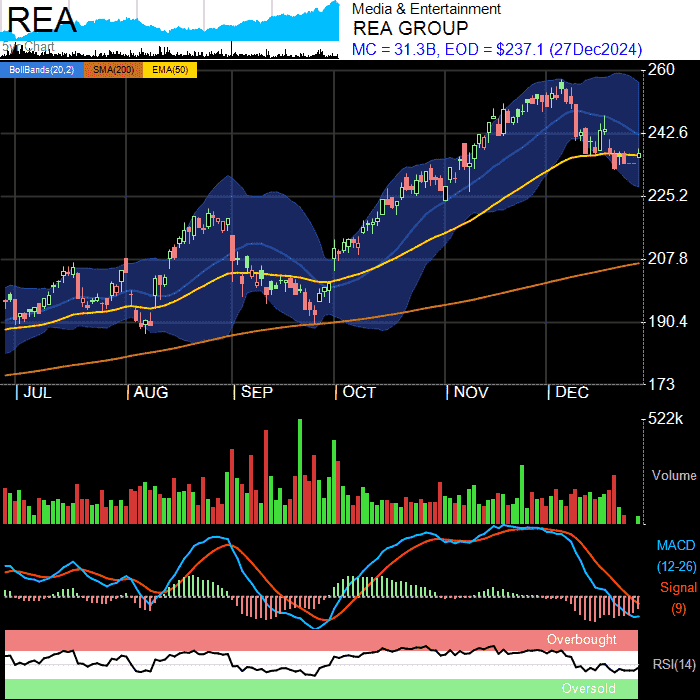 REA
5yr Chart
Media & Entertainment
REA GROUP
MC = 31.3B, EOD = $237.1 (27Dec2024)
BollBands(20,2) SMA(200) EMA(50)
260
242.6
225.2
207.8
190.4
173
| JUL | AUG | SEP | OCT | NOV | DEC
522k
Volume
MACD
(12-26)
Signal
(9)
Overbought
RSI(14)
Oversold